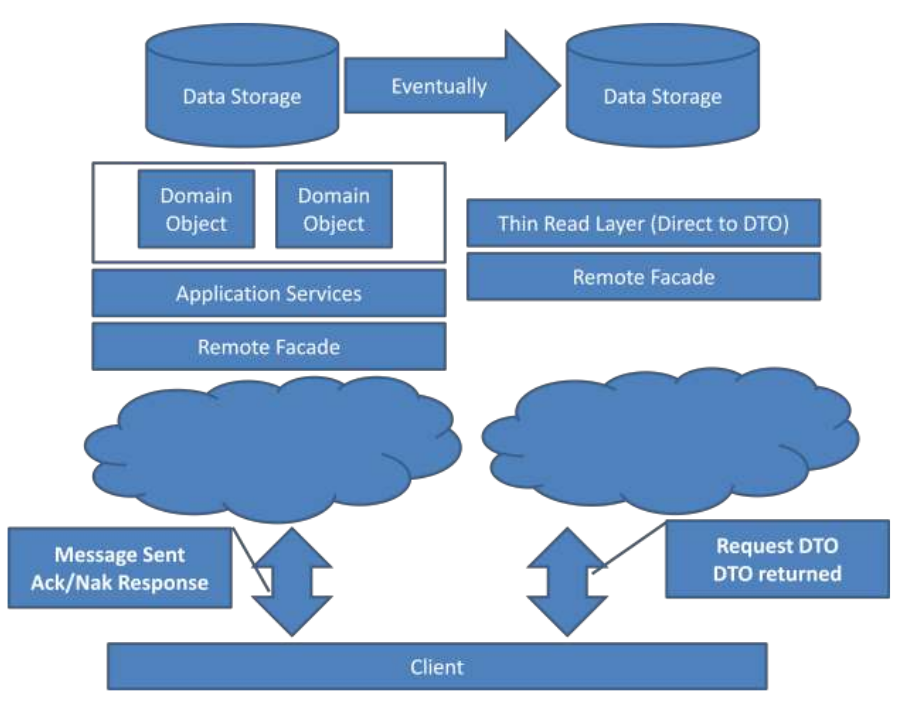 Data Storage
Eventually
Data Storage
Domain
Object
Domain
Object
Thin Read Layer (Direct to DTO)
Application Services
Remote Facade
Remote Facade
Message Sent
Ack/Nak Response
Request DTO
DTO returned
Client